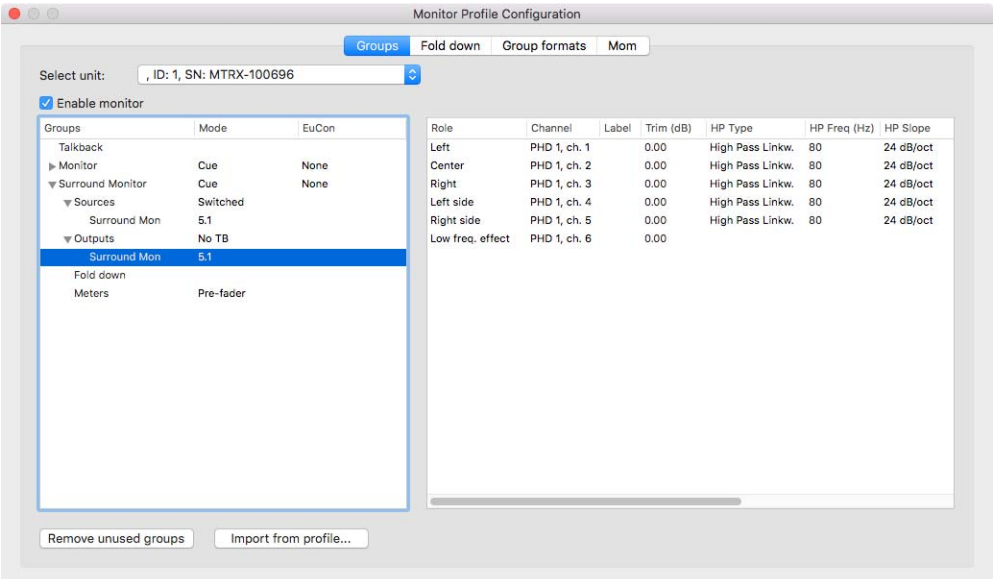 Monitor Profile Configuration
Groups Fold down Group formats Mom
Select unit: , ID: 1, SN: MTRX-100696
Enable monitor
Groups Mode EuCon
Talkback
Monitor Cue None
Surround Monitor Cue None
Sources Switched
Surround Mon 5.1
Outputs No TB
Surround Mon 5.1
Fold down
Meters Pre-fader
Role Channel Label Trim (dB) HP Type HP Freq (Hz) HP Slope
Left PHD 1, ch. 1 0.00 High Pass Linkw. 80 24 dB/oct
Center PHD 1, ch. 2 0.00 High Pass Linkw. 80 24 dB/oct
Right PHD 1, ch. 3 0.00 High Pass Linkw. 80 24 dB/oct
Left side PHD 1, ch. 4 0.00 High Pass Linkw. 80 24 dB/oct
Right side PHD 1, ch. 5 0.00 High Pass Linkw. 80 24 dB/oct
Low freq. effect PHD 1, ch. 6 0.00
Remove unused groups Import from profile...